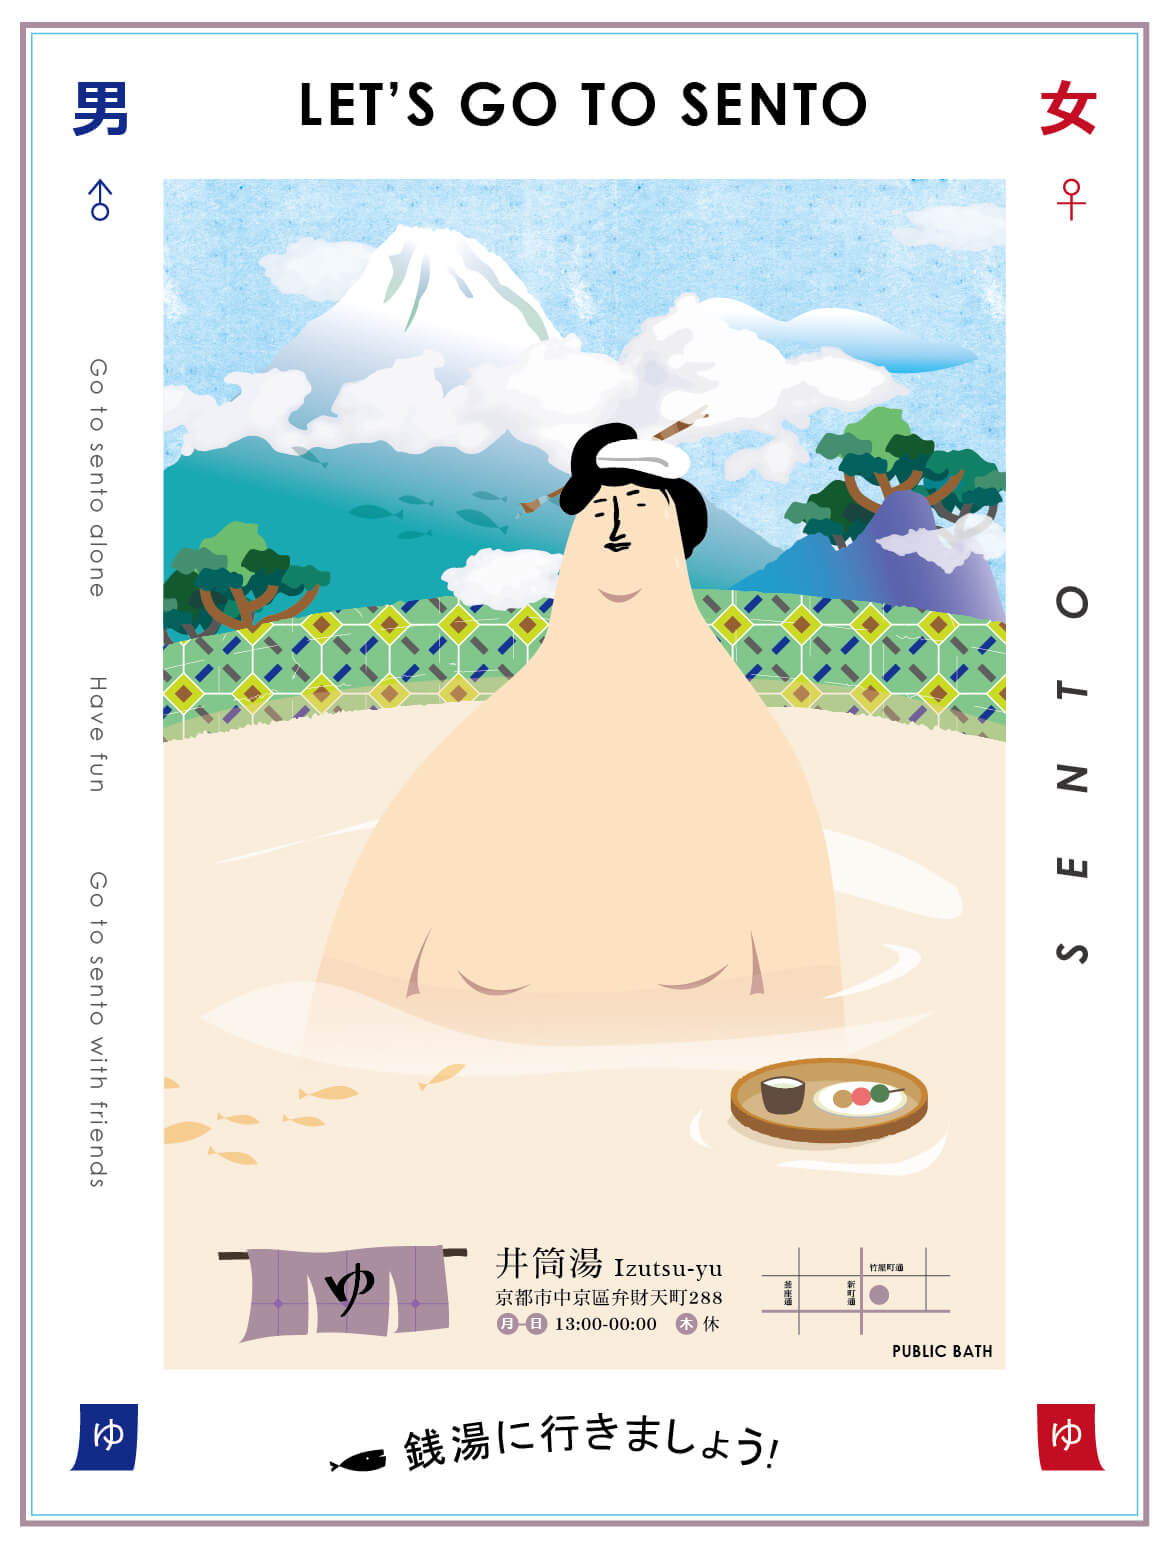 男
LET'S GO TO SENTO
女
Go to sento alone
Have fun
Go to sento with friends
SENTO
ゆ
井筒湯 Izutsu-yu
京都市中京區弁財天町288
月-日 13:00-00:00 木 休
竹屋町通
釜座通
新町通
PUBLIC BATH
ゆ
銭湯に行きましょう!
ゆ